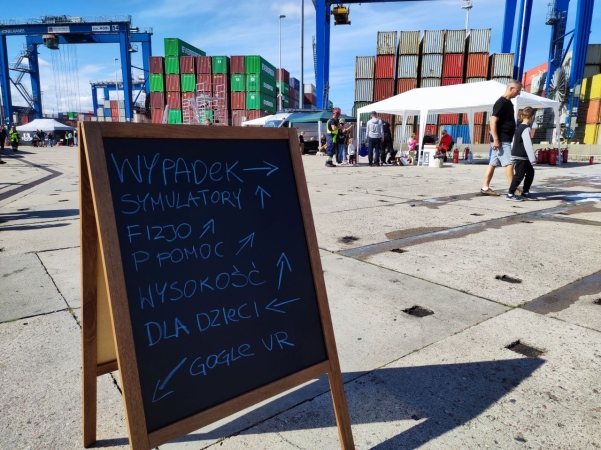 WYPADEK →
SYMULATORY ↑
FIZJO ↗
P POMOC ↗
WYSOKOŚĆ ↑
DLA DZIECI ←
↙ GOGLE VR